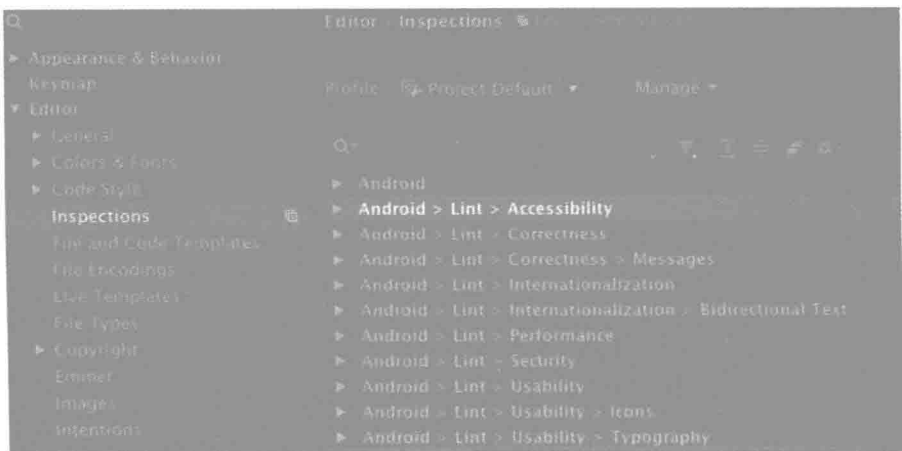 Editor Inspections
Appearance & Behavior
Keymap
Editor
General
Colors & Fonts
Code Style
Inspections
File and Code Templates
File Encodings
Live Templates
File Types
Copyright
Emmet
Images
Intentions
Profile Project Default Manage
Android
Android > Lint > Accessibility
Android > Lint > Correctness
Android > Lint > Correctness > Messages
Android > Lint > Internationalization
Android > Lint > Internationalization > Bidirectional Text
Android > Lint > Performance
Android > Lint > Security
Android > Lint > Usability
Android > Lint > Usability > Icons
Android > Lint > Usability > Typography